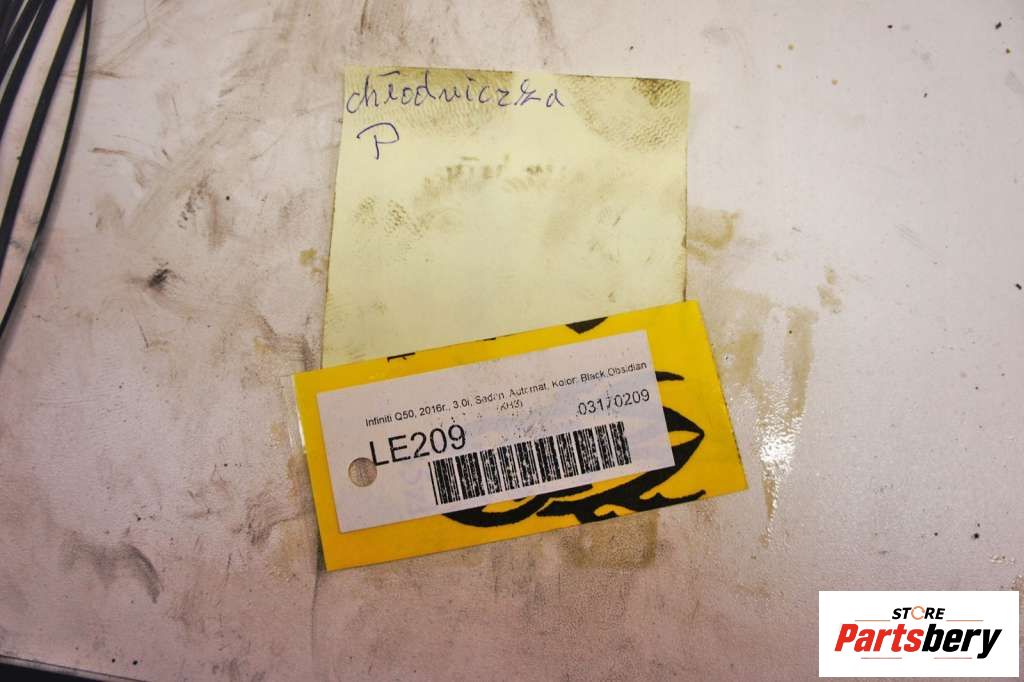 chłodniczka
P
Infiniti Q50, 2016r., 3.0i, Sedan, Automat, Kolor: Black Obsidian
(KH3)
03170209
LE209
STORE
Partsbery